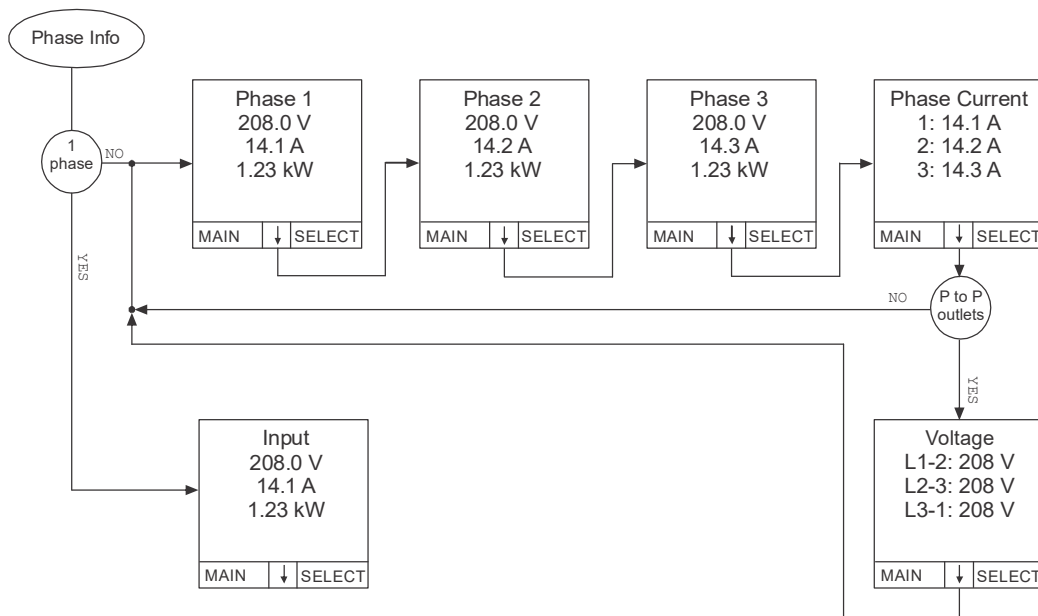 Phase Info
1
phase
NO
YES
Phase 1
208.0 V
14.1 A
1.23 kW
MAIN ↓ SELECT
Phase 2
208.0 V
14.2 A
1.23 kW
MAIN ↓ SELECT
Phase 3
208.0 V
14.3 A
1.23 kW
MAIN ↓ SELECT
Phase Current
1: 14.1 A
2: 14.2 A
3: 14.3 A
MAIN ↓ SELECT
P to P
outlets
NO
YES
Input
208.0 V
14.1 A
1.23 kW
MAIN ↓ SELECT
Voltage
L1-2: 208 V
L2-3: 208 V
L3-1: 208 V
MAIN ↓ SELECT